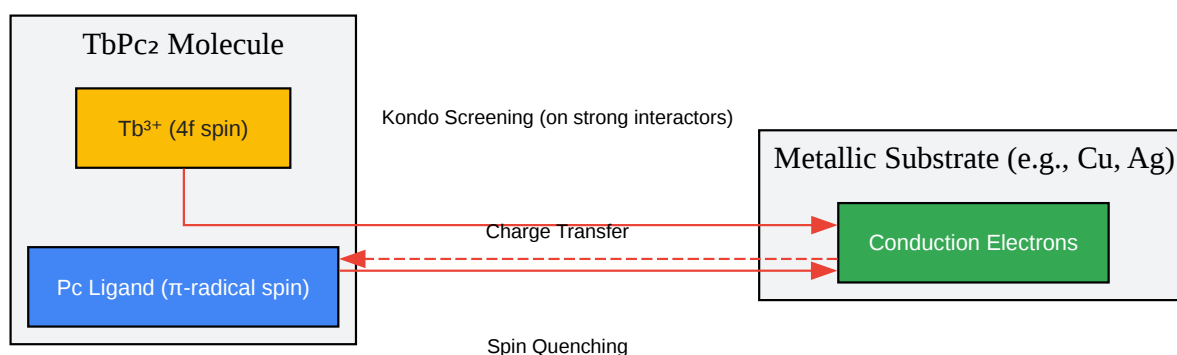 TbPc₂ Molecule
Tb³⁺ (4f spin)
Kondo Screening (on strong interactors)
Metallic Substrate (e.g., Cu, Ag)
Charge Transfer
Conduction Electrons
Pc Ligand (π-radical spin)
Spin Quenching